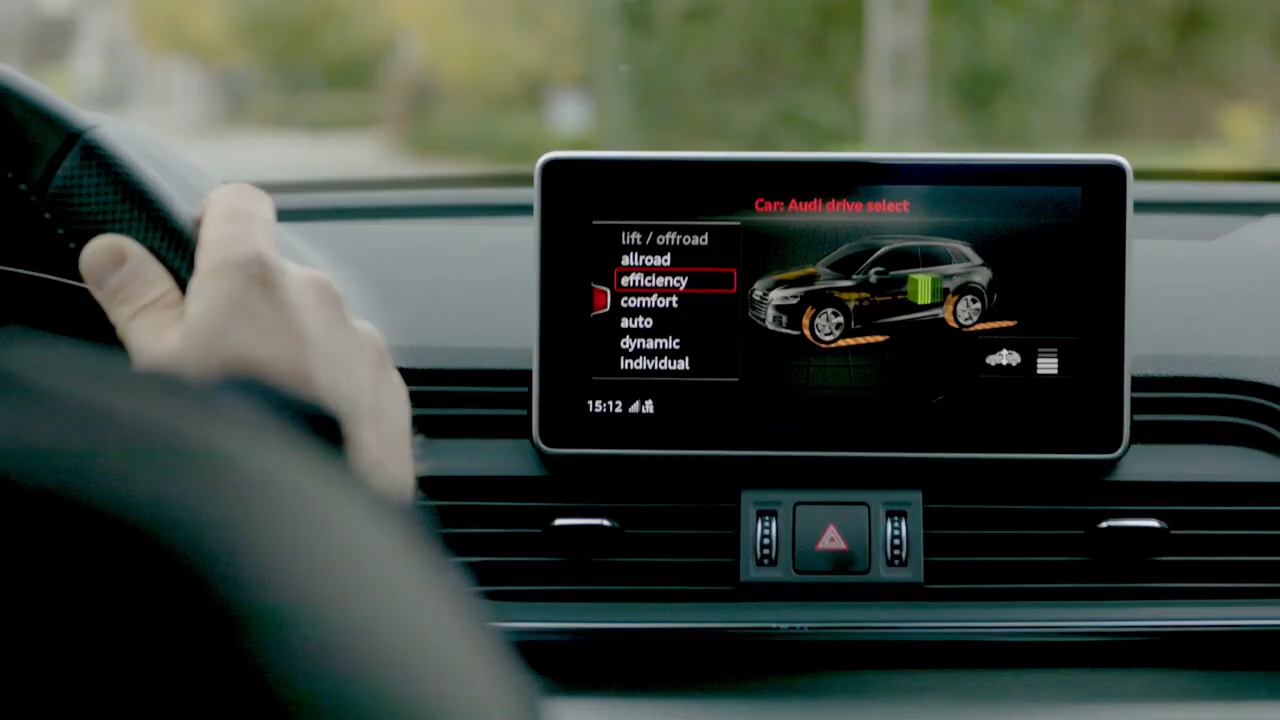 Car: Audi drive select
lift / offroad
allroad
efficiency
comfort
auto
dynamic
individual
15:12